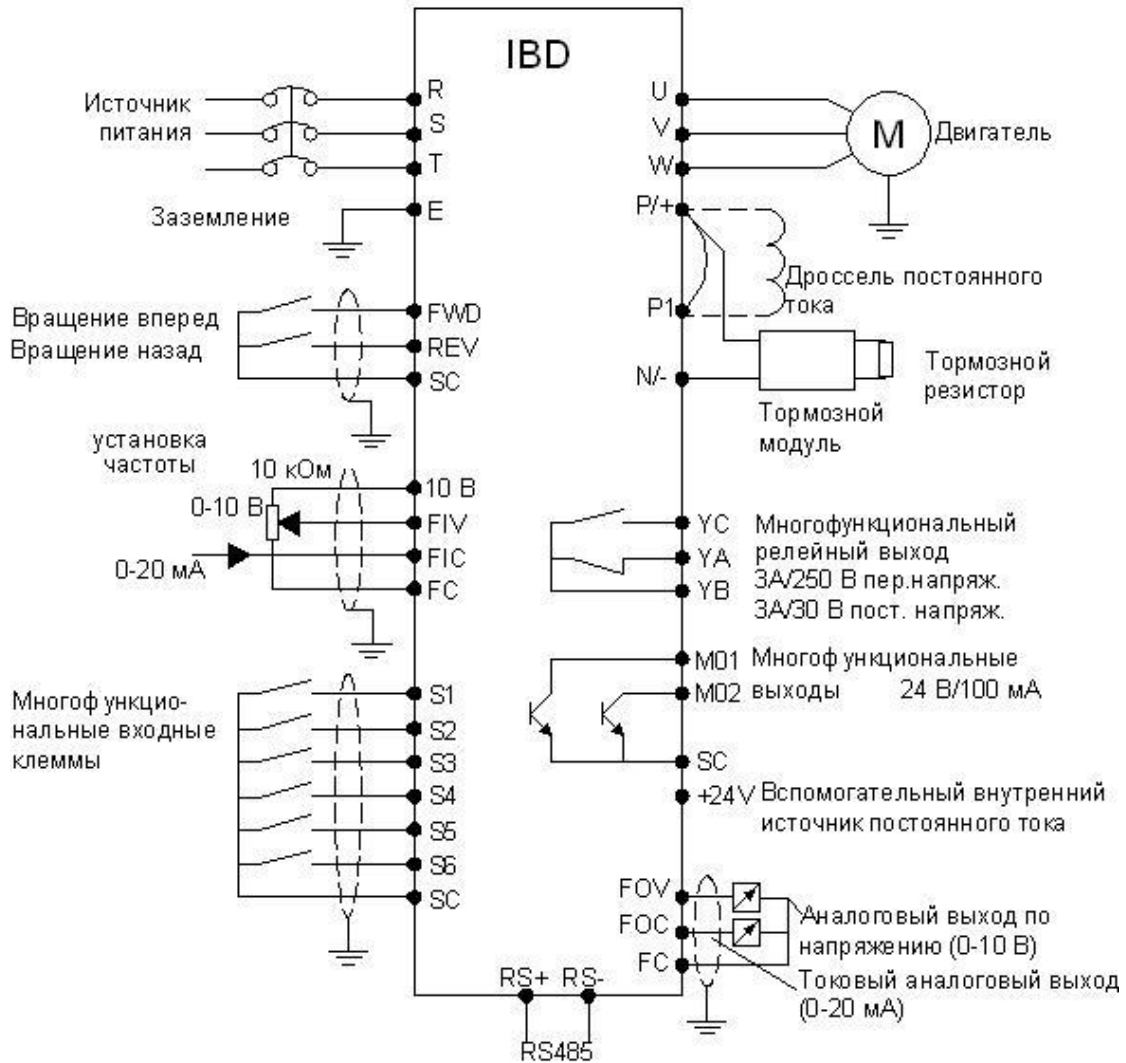 IBD
Источник
питания
R
S
T
Заземление
E
Вращение вперед
Вращение назад
FWD
REV
SC
установка
частоты
10 кОм
0-10 В
0-20 мА
10 В
FIV
FIC
FC
Многофункцио-
нальные входные
клеммы
S1
S2
S3
S4
S5
S6
SC
U
V
W
M
Двигатель
P/+
Дроссель постоянного
тока
P1
N/-
Тормозной
резистор
Тормозной
модуль
YC
YA
YB
Многофункциональный
релейный выход
3А/250 В пер.напряж.
3А/30 В пост. напряж.
M01
M02
Многофункциональные
выходы 24 В/100 мА
SC
+24V
Вспомогательный внутренний
источник постоянного тока
FOV
FOC
FC
Аналоговый выход по
напряжению (0-10 В)
Токовый аналоговый выход
(0-20 мА)
RS+ RS-
RS485